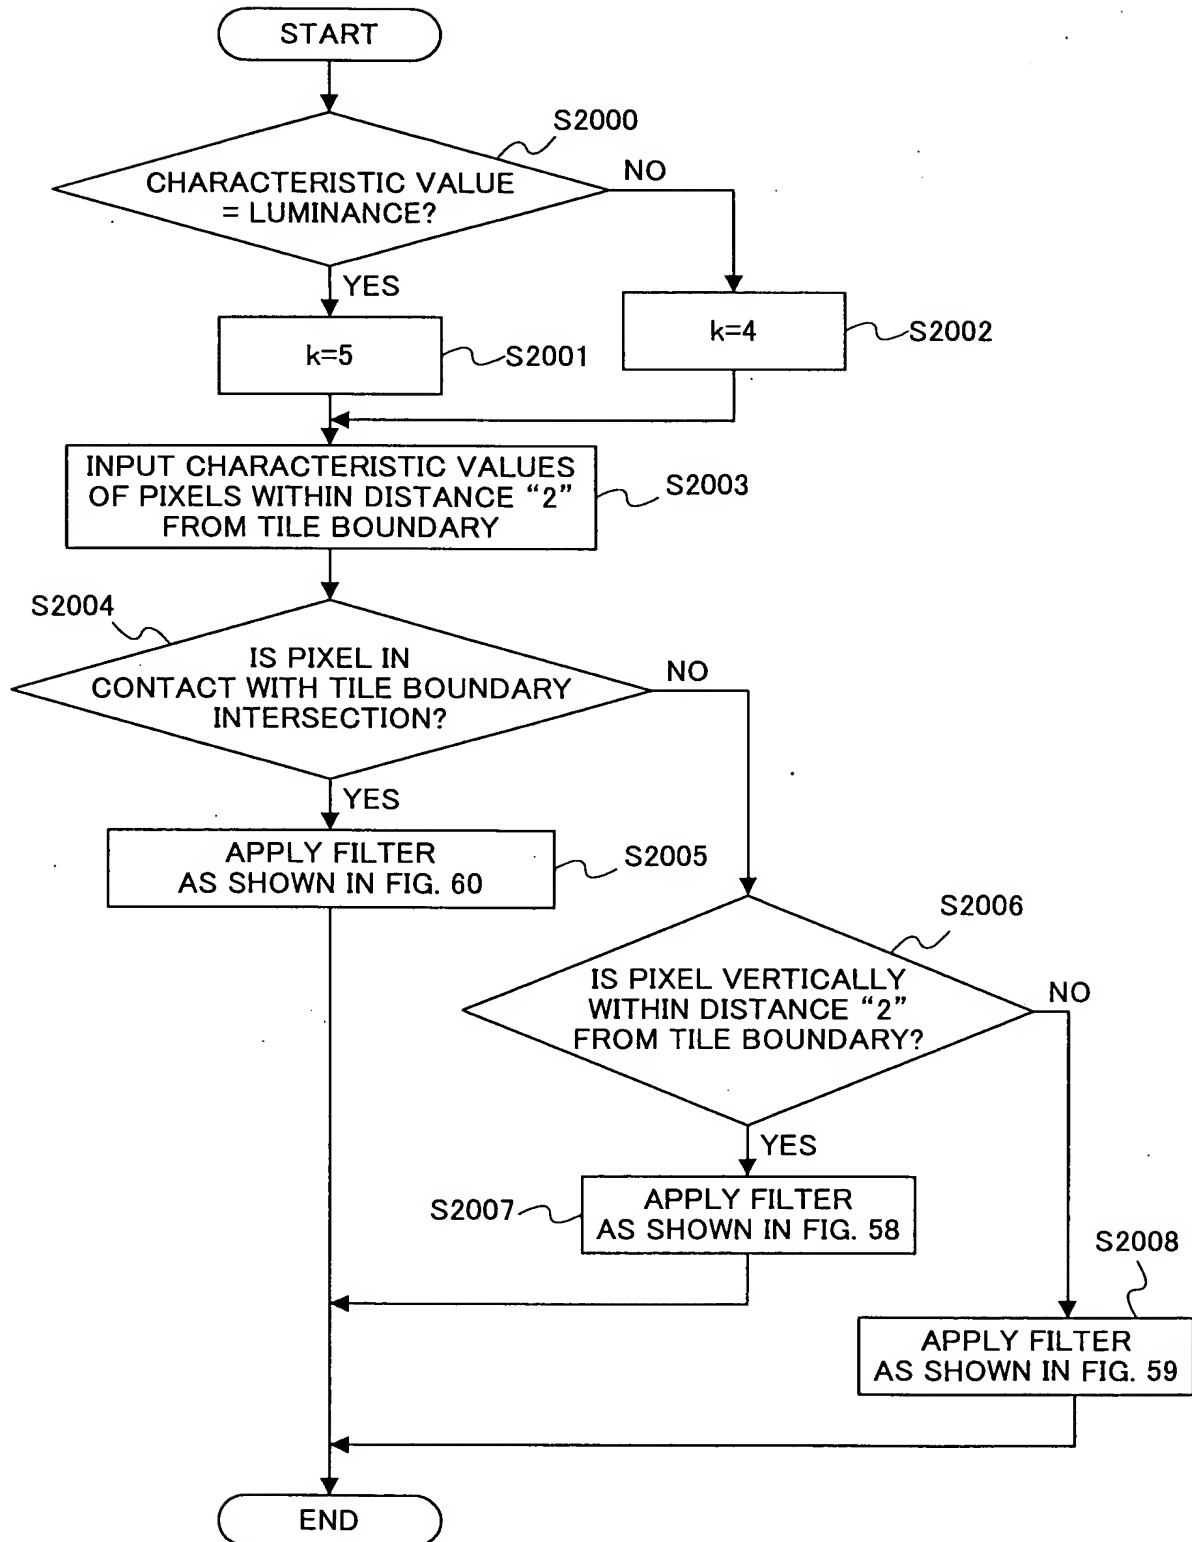 START
S2000
CHARACTERISTIC VALUE
= LUMINANCE?
NO
YES
k=5
S2001
k=4
S2002
INPUT CHARACTERISTIC VALUES
OF PIXELS WITHIN DISTANCE “2”
FROM TILE BOUNDARY
S2003
S2004
IS PIXEL IN
CONTACT WITH TILE BOUNDARY
INTERSECTION?
NO
YES
APPLY FILTER
AS SHOWN IN FIG. 60
S2005
S2006
IS PIXEL VERTICALLY
WITHIN DISTANCE “2”
FROM TILE BOUNDARY?
NO
YES
S2007
APPLY FILTER
AS SHOWN IN FIG. 58
S2008
APPLY FILTER
AS SHOWN IN FIG. 59
END